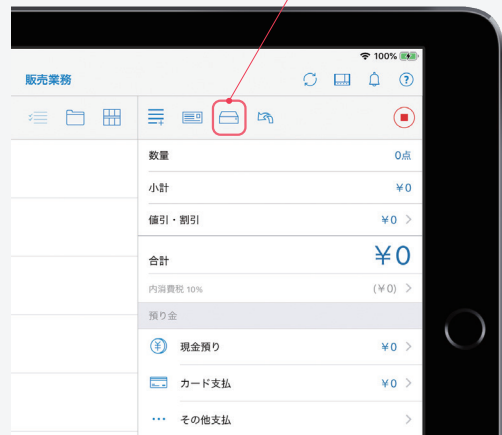 100%
販売業務
数量 0点
小計 ¥0
値引・割引 ¥0
合計 ¥0
内消費税 10% (¥0)
預り金
現金預り ¥0
カード支払 ¥0
その他支払